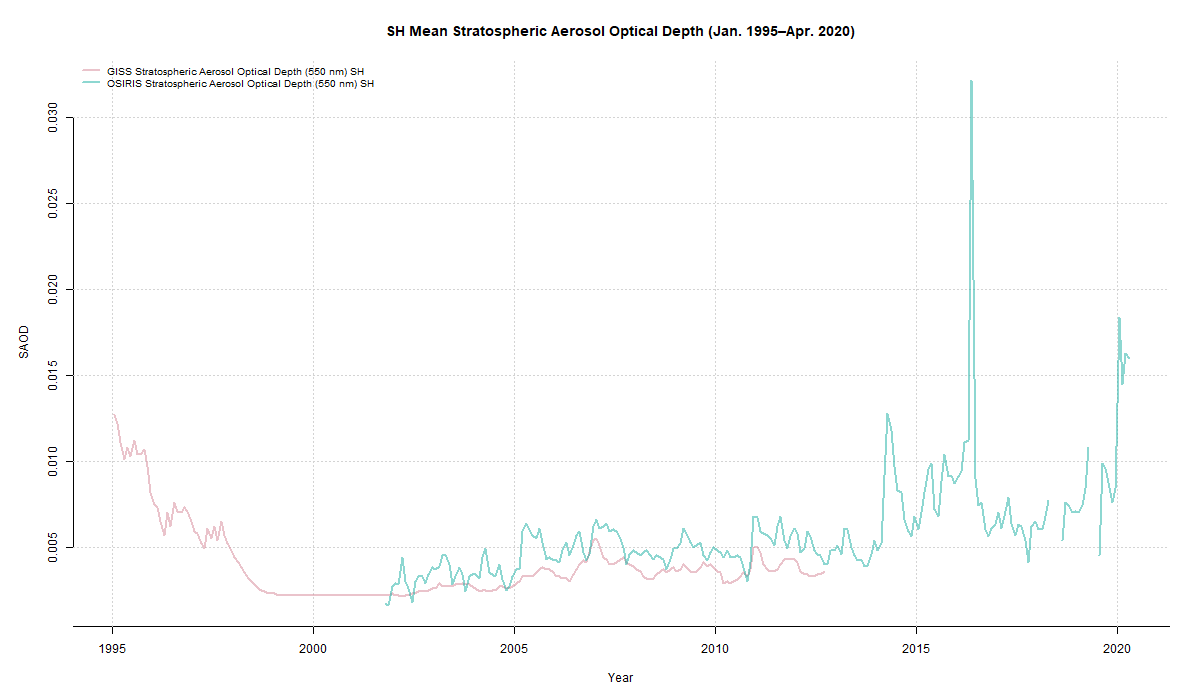 SH Mean Stratospheric Aerosol Optical Depth (Jan. 1995–Apr. 2020)
GISS Stratospheric Aerosol Optical Depth (550 nm) SH
OSIRIS Stratospheric Aerosol Optical Depth (550 nm) SH
0.030
0.025
0.020
0.015
0.010
0.005
SAOD
1995 2000 2005 2010 2015 2020
Year